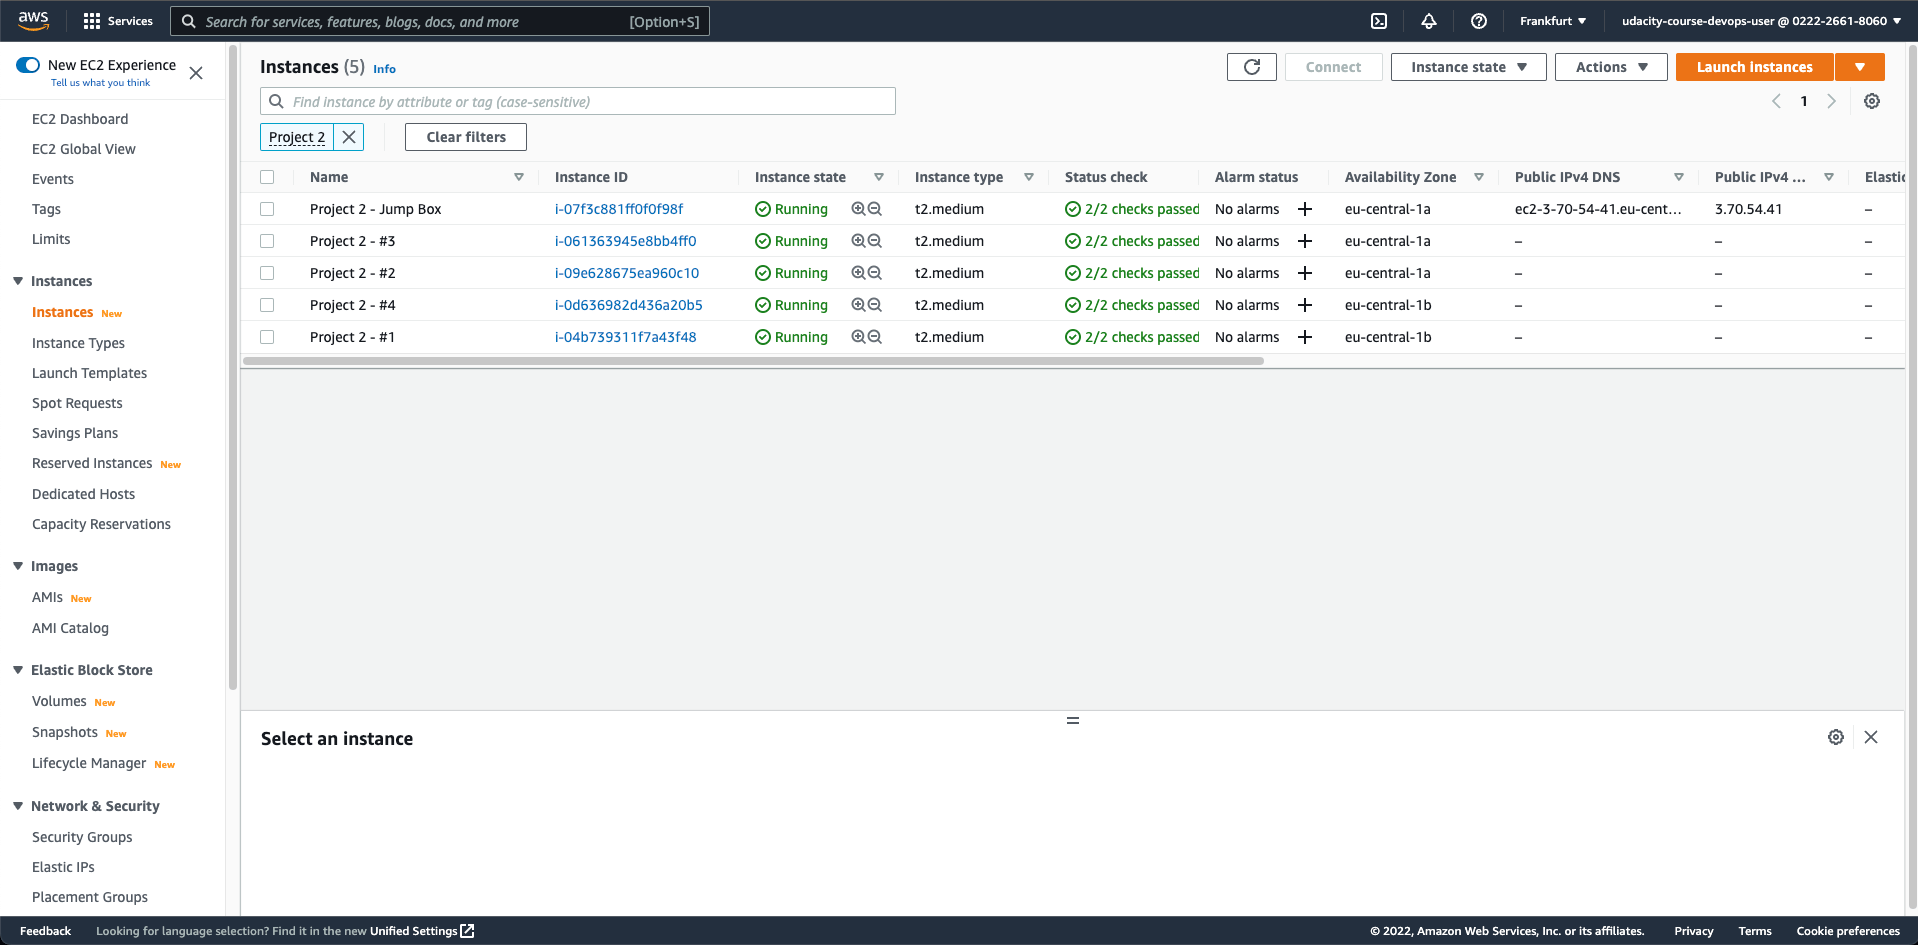 aws Services Search for services, features, blogs, docs, and more [Option+S] Frankfurt udacity-course-devops-user @ 0222-2661-8060
New EC2 Experience
Tell us what you think
EC2 Dashboard
EC2 Global View
Events
Tags
Limits
Instances
Instances New
Instance Types
Launch Templates
Spot Requests
Savings Plans
Reserved Instances New
Dedicated Hosts
Capacity Reservations
Images
AMIs New
AMI Catalog
Elastic Block Store
Volumes New
Snapshots New
Lifecycle Manager New
Network & Security
Security Groups
Elastic IPs
Placement Groups
Instances (5) Info Connect Instance state Actions Launch instances
Find instance by attribute or tag (case-sensitive) 1
Project 2 Clear filters
Name Instance ID Instance state Instance type Status check Alarm status Availability Zone Public IPv4 DNS Public IPv4 ... Elastic
Project 2 - Jump Box i-07f3c881ff0f0f98f Running t2.medium 2/2 checks passed No alarms + eu-central-1a ec2-3-70-54-41.eu-cent... 3.70.54.41 –
Project 2 - #3 i-061363945e8bb4ff0 Running t2.medium 2/2 checks passed No alarms + eu-central-1a – – –
Project 2 - #2 i-09e628675ea960c10 Running t2.medium 2/2 checks passed No alarms + eu-central-1a – – –
Project 2 - #4 i-0d636982d436a20b5 Running t2.medium 2/2 checks passed No alarms + eu-central-1b – – –
Project 2 - #1 i-04b739311f7a43f48 Running t2.medium 2/2 checks passed No alarms + eu-central-1b – – –
Select an instance
Feedback Looking for language selection? Find it in the new Unified Settings © 2022, Amazon Web Services, Inc. or its affiliates. Privacy Terms Cookie preferences